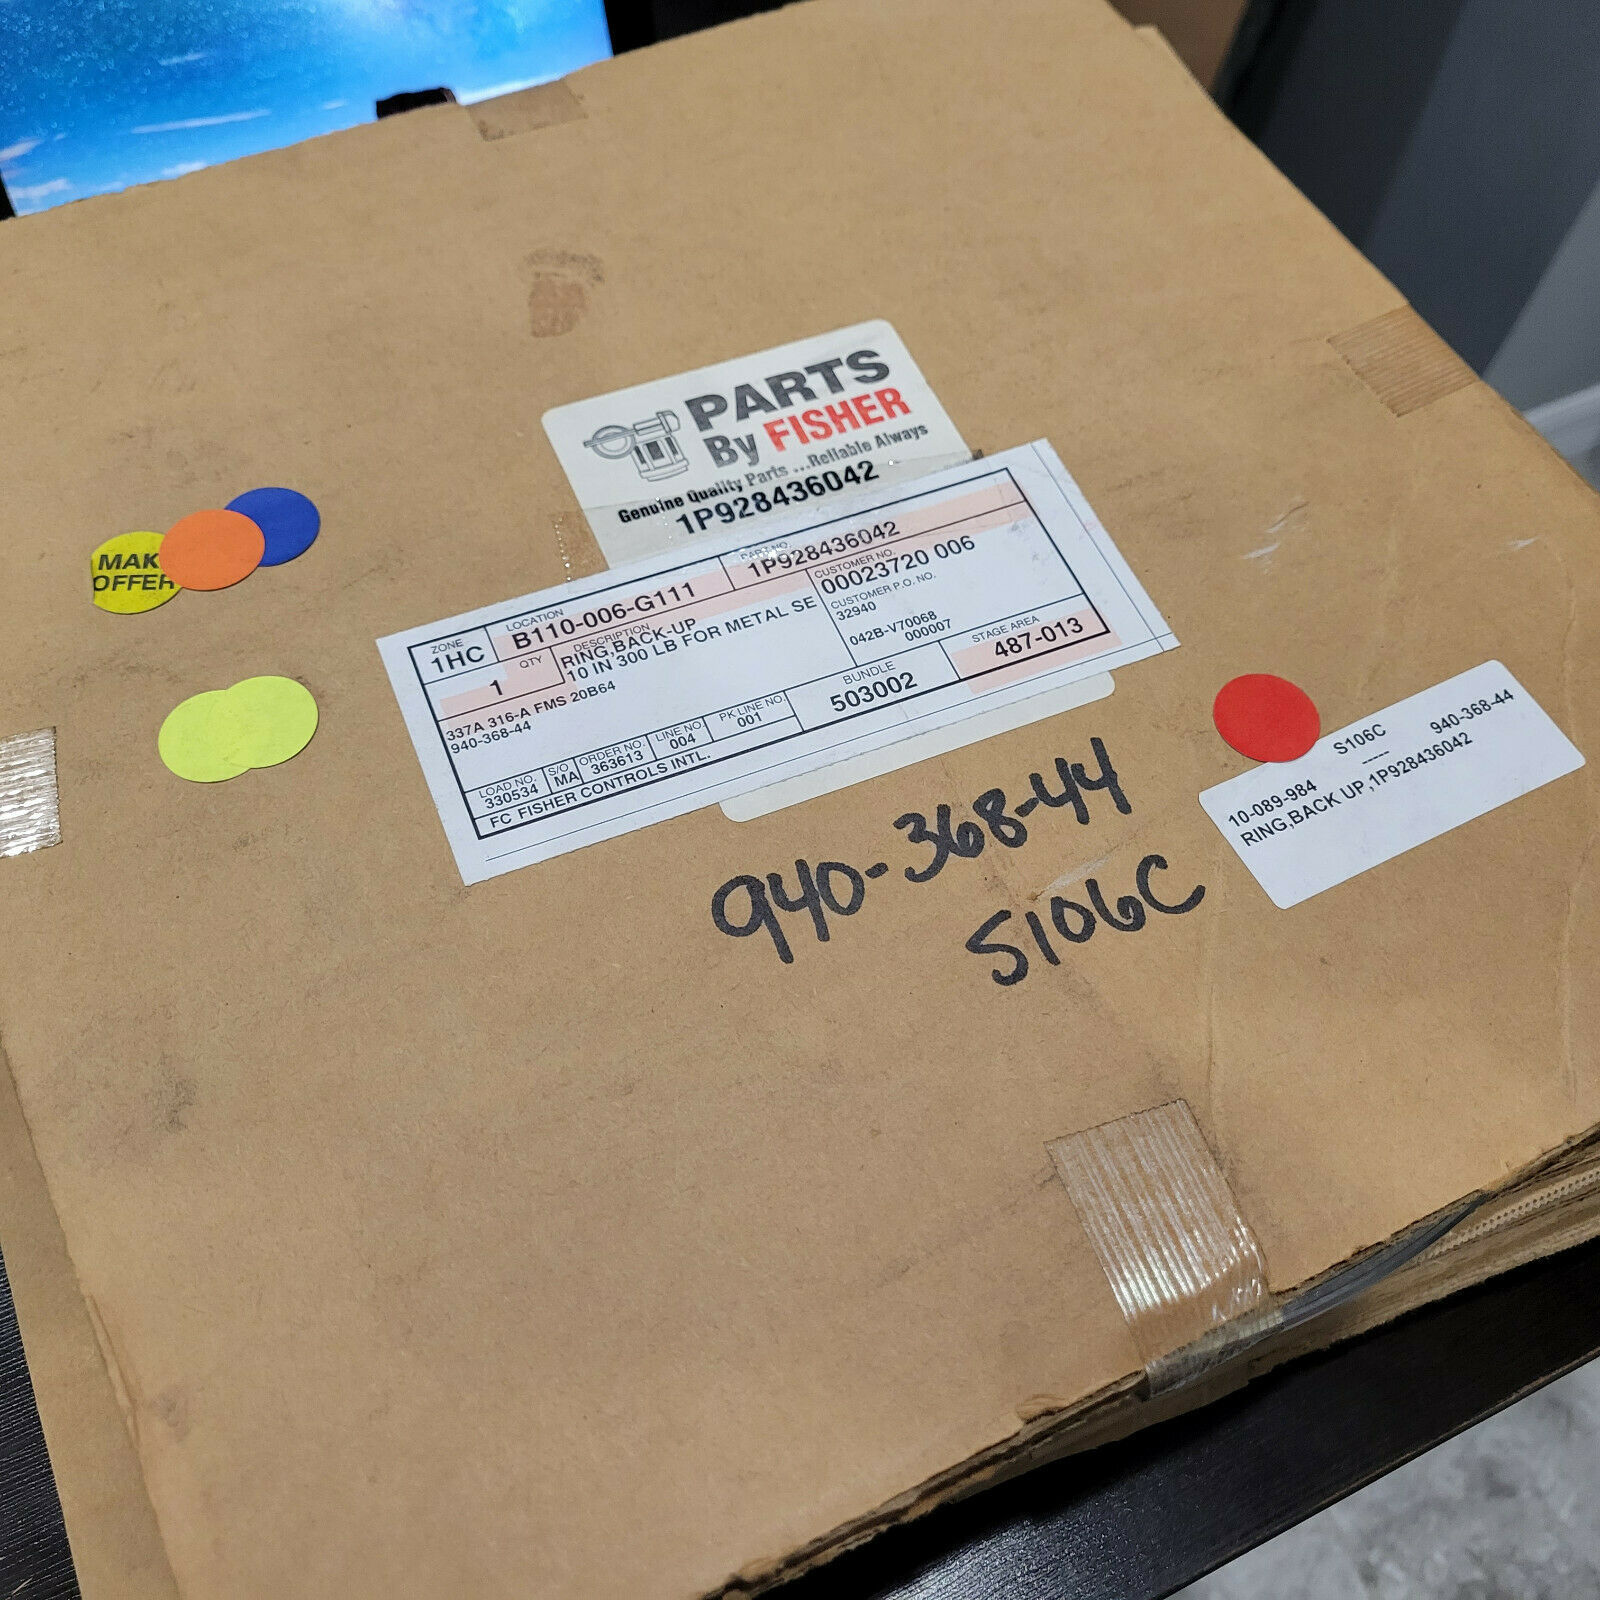 PARTS
By FISHER
Genuine Quality Parts ...Reliable Always
1P928436042
MAK
OFFER
ZONE
1HC
LOCATION
B110-006-G111
PART NO.
1P928436042
QTY
1
DESCRIPTION
RING,BACK-UP
10 IN 300 LB FOR METAL SE
CUSTOMER NO.
00023720 006
CUSTOMER P.O. NO.
32940
042B-V70068
000007
337A 316-A FMS 20B64
940-368-44
LOAD NO.
330534
S/O
MA
ORDER NO.
363613
LINE NO
004
PK LINE NO.
001
BUNDLE
503002
STAGE AREA
487-013
FC FISHER CONTROLS INTL.
940-368-44
S106C
10-089-984 S106C ---- 940-368-44
RING,BACK UP,1P928436042